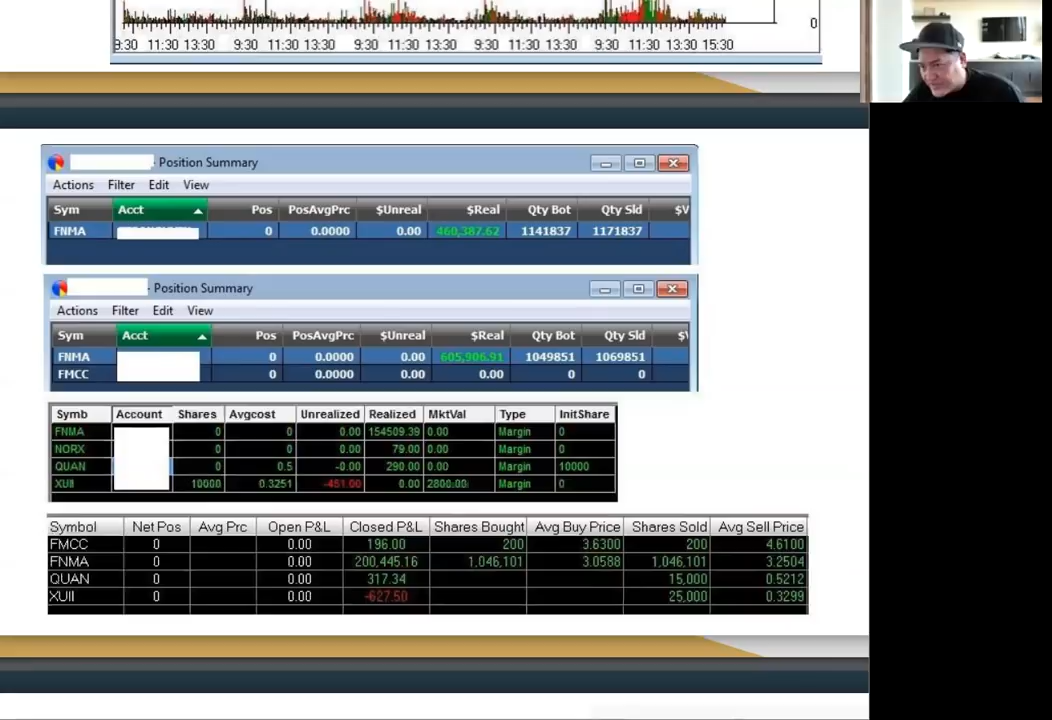 0
9:30 11:30 13:30 9:30 11:30 13:30 9:30 11:30 13:30 9:30 11:30 13:30 9:30 11:30 13:30 15:30
- Position Summary
Actions Filter Edit View
Sym Acct Pos PosAvgPrc $Unreal $Real Qty Bot Qty Sld $V
FNMA 0 0.0000 0.00 460,387.62 1141837 1171837
- Position Summary
Actions Filter Edit View
Sym Acct Pos PosAvgPrc $Unreal $Real Qty Bot Qty Sld $V
FNMA 0 0.0000 0.00 605,906.91 1049851 1069851
FMCC 0 0.0000 0.00 0.00 0 0
Symb Account Shares Avgcost Unrealized Realized MktVal Type InitShare
FNMA 0 0 0.00 154509.39 0.00 Margin 0
NORX 0 0 0.00 79.00 0.00 Margin 0
QUAN 0 0.5 -0.00 290.00 0.00 Margin 10000
XUII 10000 0.3251 -451.00 0.00 2800.00 Margin 0
Symbol Net Pos Avg Prc Open P&L Closed P&L Shares Bought Avg Buy Price Shares Sold Avg Sell Price
FMCC 0 0.00 196.00 200 3.6300 200 4.6100
FNMA 0 0.00 200,445.16 1,046,101 3.0588 1,046,101 3.2504
QUAN 0 0.00 317.34 15,000 0.5212
XUII 0 0.00 -627.50 25,000 0.3299